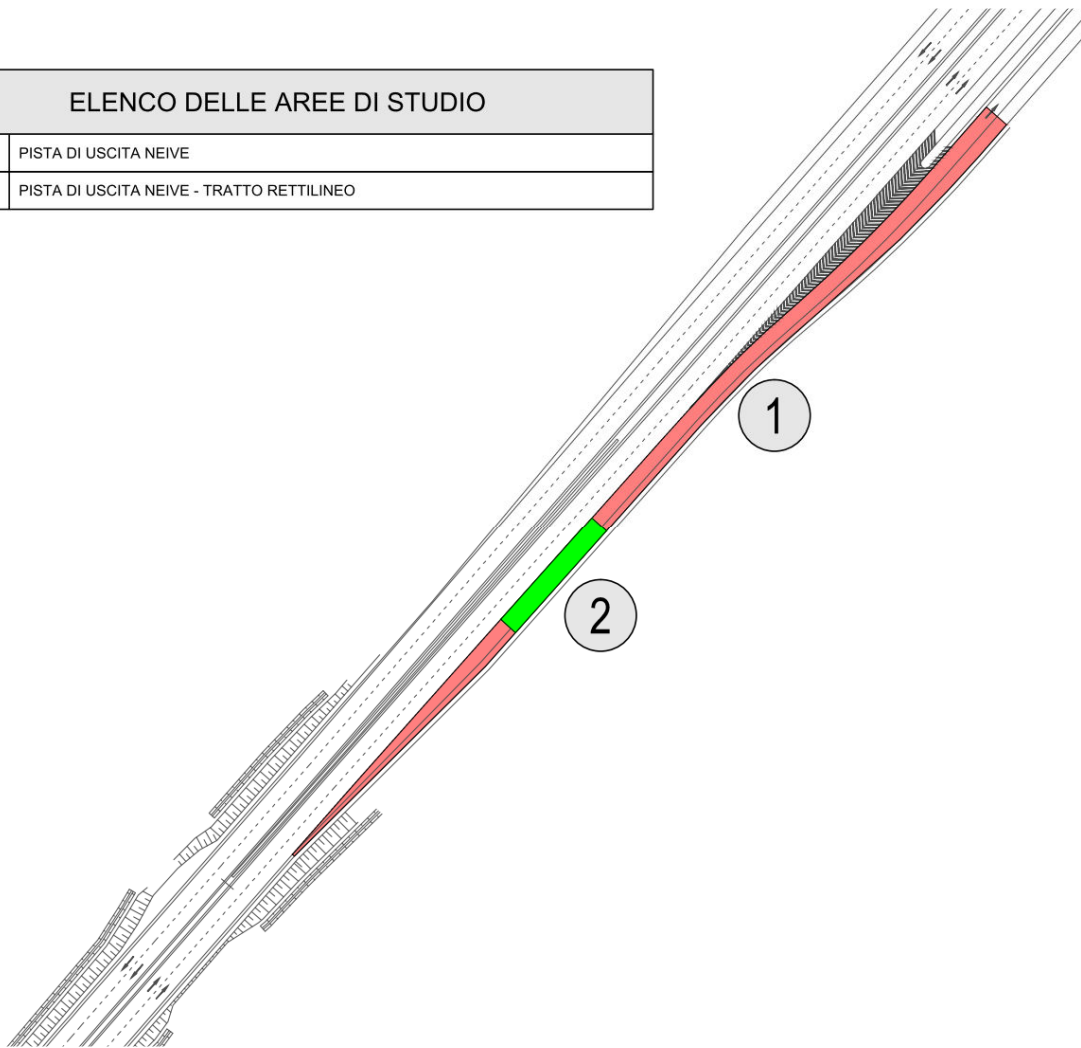 ELENCO DELLE AREE DI STUDIO
PISTA DI USCITA NEIVE
PISTA DI USCITA NEIVE - TRATTO RETTILINEO
1
2